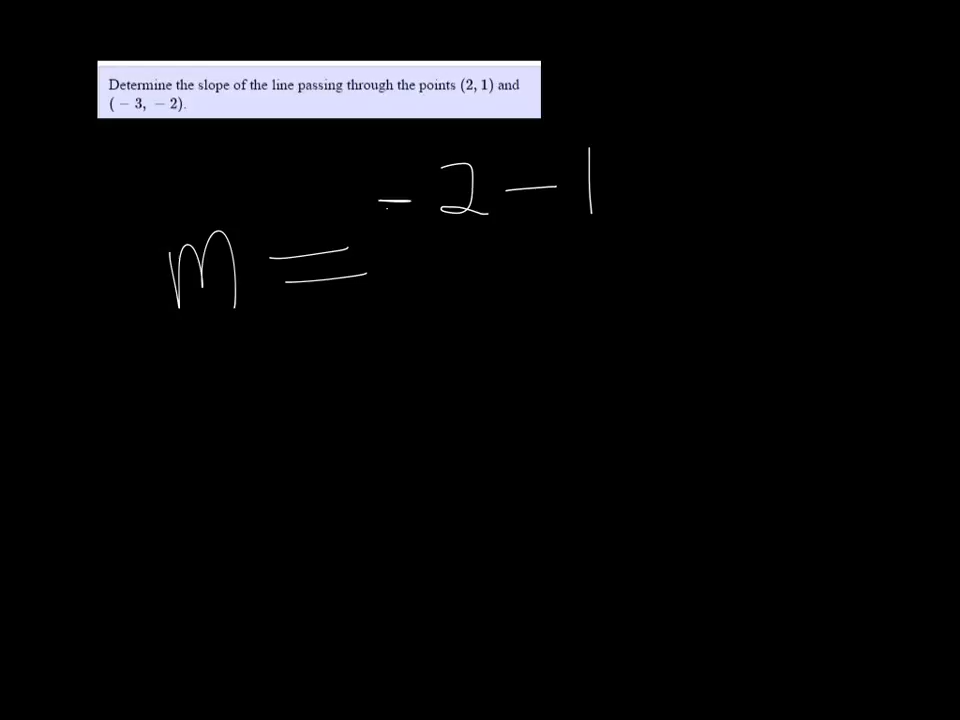 Determine the slope of the line passing through the points (2, 1) and
(− 3, − 2).
− 2 − 1
m =